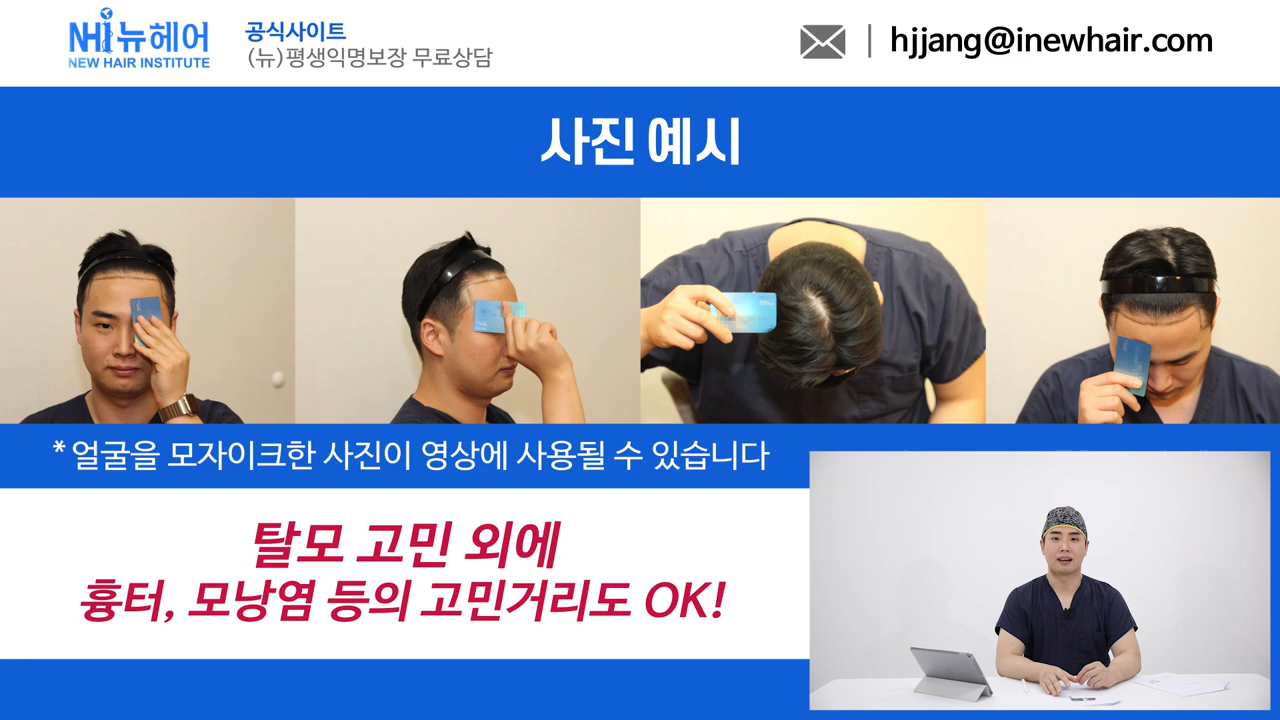 NHI뉴헤어
NEW HAIR INSTITUTE
공식사이트
(뉴)평생익명보장 무료상담
hjjang@inewhair.com
사진 예시
* 얼굴을 모자이크한 사진이 영상에 사용될 수 있습니다
탈모 고민 외에
흉터, 모낭염 등의 고민거리도 OK!